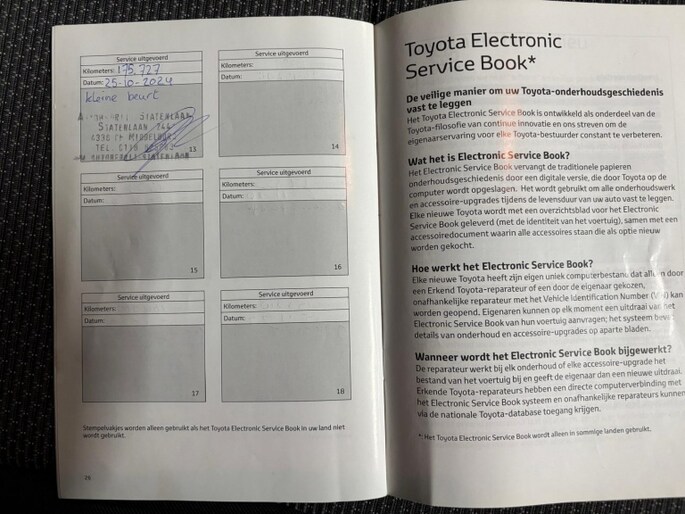 Service uitgevoerd
Kilometers: 175.727
Datum: 25-10-2024
kleine beurt
STATENLAAN
STATENLAAN
4336 MIDDELBURG
TEL. 0118
13
Service uitgevoerd
Kilometers:
Datum:
14
Service uitgevoerd
Kilometers:
Datum:
15
Service uitgevoerd
Kilometers:
Datum:
16
Service uitgevoerd
Kilometers:
Datum:
17
Service uitgevoerd
Kilometers:
Datum:
18
Stempelvakjes worden alleen gebruikt als het Toyota Electronic Service Book in uw land niet
wordt gebruikt.
28
Toyota Electronic
Service Book*
De veilige manier om uw Toyota-onderhoudsgeschiedenis
vast te leggen
Het Toyota Electronic Service Book is ontwikkeld als onderdeel van de
Toyota-filosofie van continue innovatie en ons streven om de
eigenaarservaring voor elke Toyota-bestuurder constant te verbeteren.
Wat het is Electronic Service Book?
Het Electronic Service Book vervangt de traditionele papieren
onderhoudsgeschiedenis door een digitale versie, die door Toyota op de
computer wordt opgeslagen. Het wordt gebruikt om alle onderhoudswerk
en accessoire-upgrades tijdens de levensduur van uw auto vast te leggen.
Elke nieuwe Toyota wordt met een overzichtsblad voor het Electronic
Service Book geleverd (met de identiteit van het voertuig), samen met een
accessoiredocument waarin alle accessoires staan die als optie nieuw
worden gekocht.
Hoe werkt het Electronic Service Book?
Elke nieuwe Toyota heeft zijn eigen uniek computerbestand dat alleen door
een Erkend Toyota-reparateur of een door de eigenaar gekozen,
onafhankelijke reparateur met het Vehicle Identification Number (VIN) kan
worden geopend. Eigenaren kunnen op elk moment een uitdraai van het
Electronic Service Book van hun voertuig aanvragen; het systeem bevat
details van onderhoud en accessoire-upgrades op aparte bladen.
Wanneer wordt het Electronic Service Book bijgewerkt?
De reparateur werkt bij elk onderhoud of elke accessoire-upgrade het
bestand van het voertuig bij en geeft de eigenaar dan een nieuwe uitdraai.
Erkende Toyota-reparateurs hebben een directe computerverbinding met
het Electronic Service Book systeem en onafhankelijke reparateurs kunnen
via de nationale Toyota-database toegang krijgen.
*: Het Toyota Electronic Service Book wordt alleen in sommige landen gebruikt.